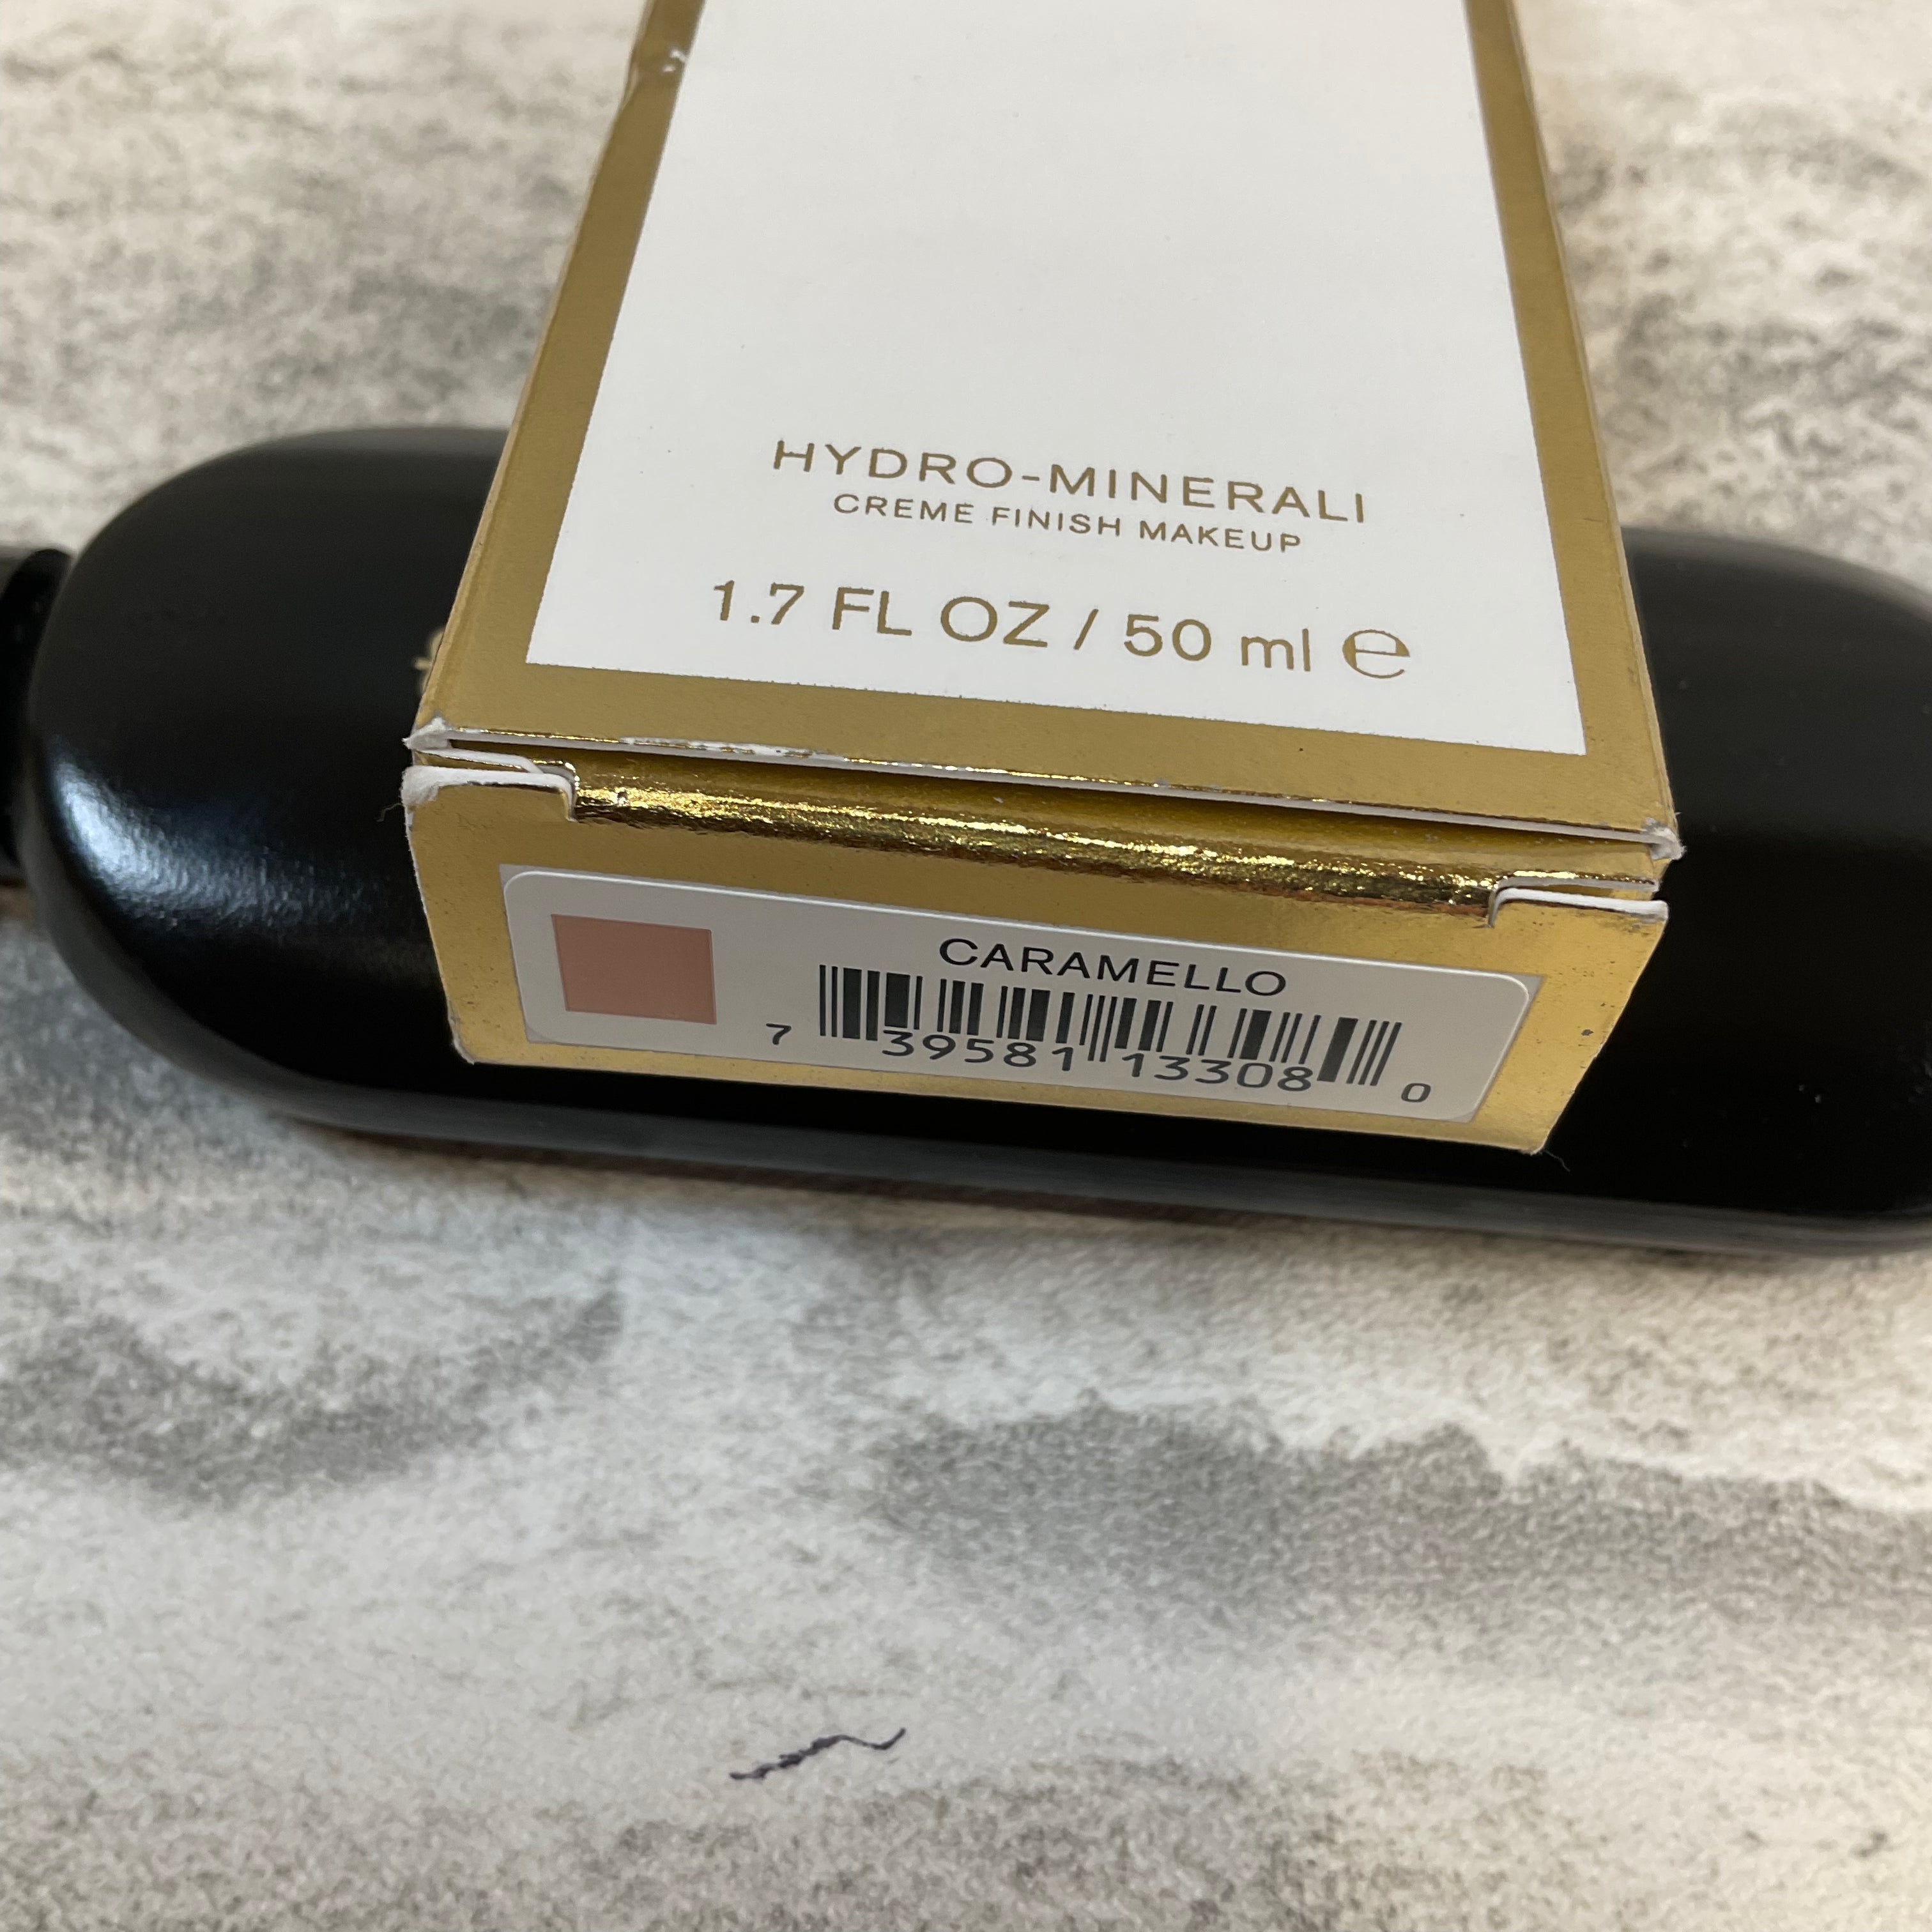 HYDRO-MINERALI
CREME FINISH MAKEUP
1.7 FL OZ / 50 ml ℮
CARAMELLO
7 39581 13308 0